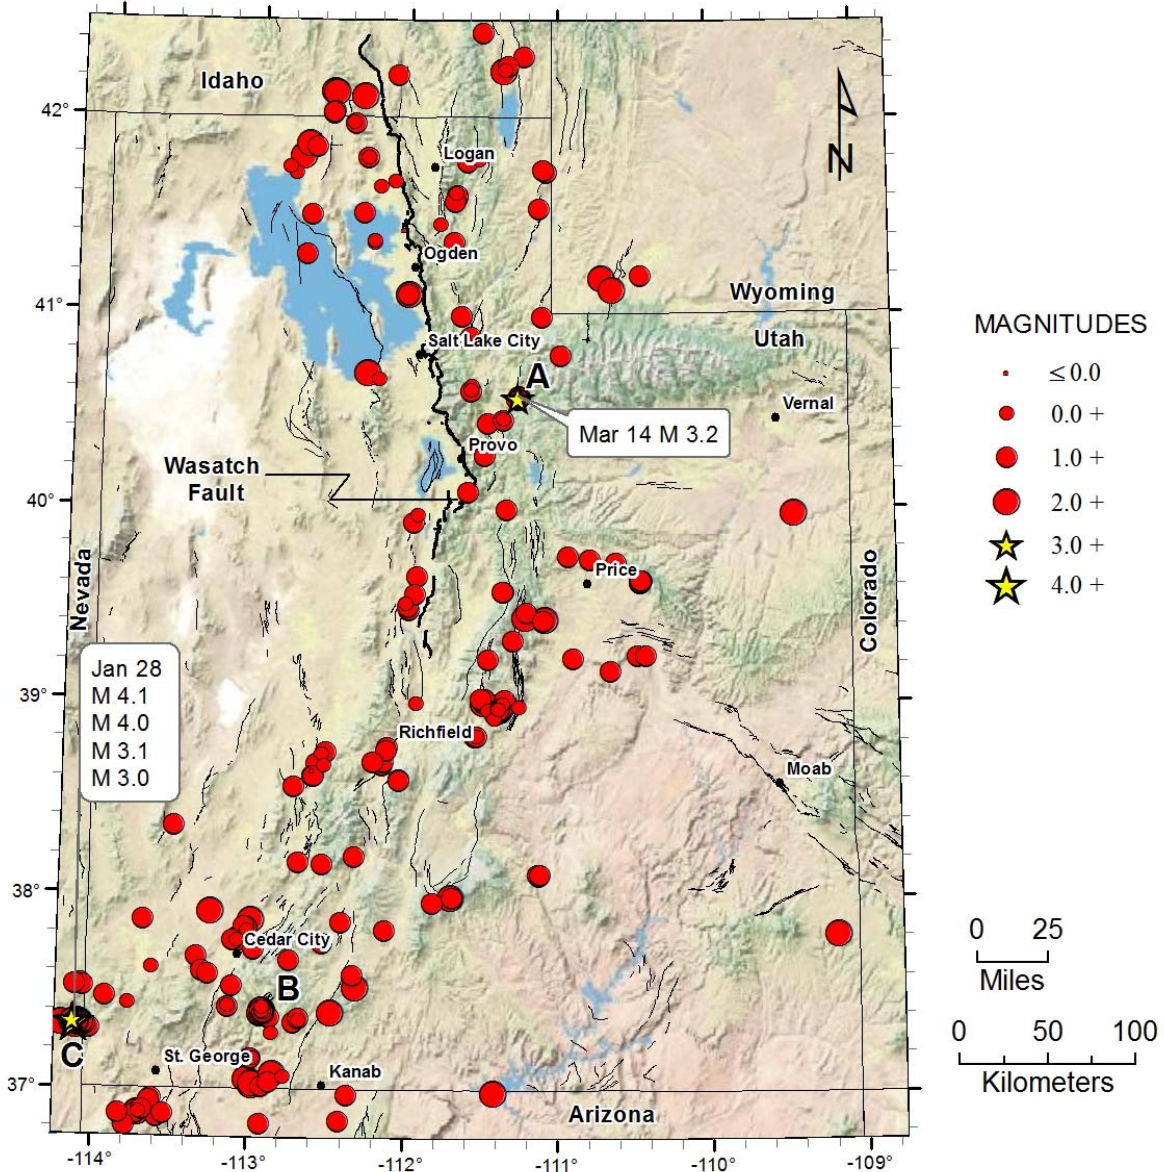 Idaho
42°
Logan
Ogden
41°
Wyoming
Salt Lake City
Utah
A
Vernal
Mar 14 M 3.2
Provo
Wasatch
Fault
40°
Price
Nevada
Colorado
Jan 28
M 4.1
M 4.0
M 3.1
M 3.0
39°
Richfield
Moab
38°
Cedar City
B
C
St. George
Kanab
37°
Arizona
-114°
-113°
-112°
-111°
-110°
-109°
N
MAGNITUDES
≤ 0.0
0.0 +
1.0 +
2.0 +
3.0 +
4.0 +
0 25
Miles
0 50 100
Kilometers